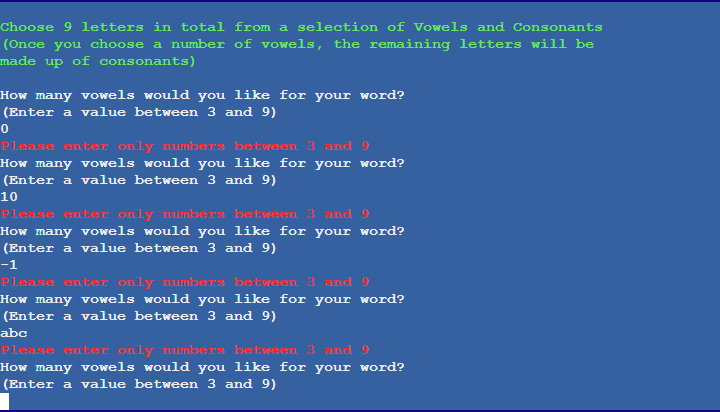 Choose 9 letters in total from a selection of Vowels and Consonants
(Once you choose a number of vowels, the remaining letters will be
made up of consonants)
How many vowels would you like for your word?
(Enter a value between 3 and 9)
0
Please enter only numbers between 3 and 9
How many vowels would you like for your word?
(Enter a value between 3 and 9)
10
Please enter only numbers between 3 and 9
How many vowels would you like for your word?
(Enter a value between 3 and 9)
-1
Please enter only numbers between 3 and 9
How many vowels would you like for your word?
(Enter a value between 3 and 9)
abc
Please enter only numbers between 3 and 9
How many vowels would you like for your word?
(Enter a value between 3 and 9)